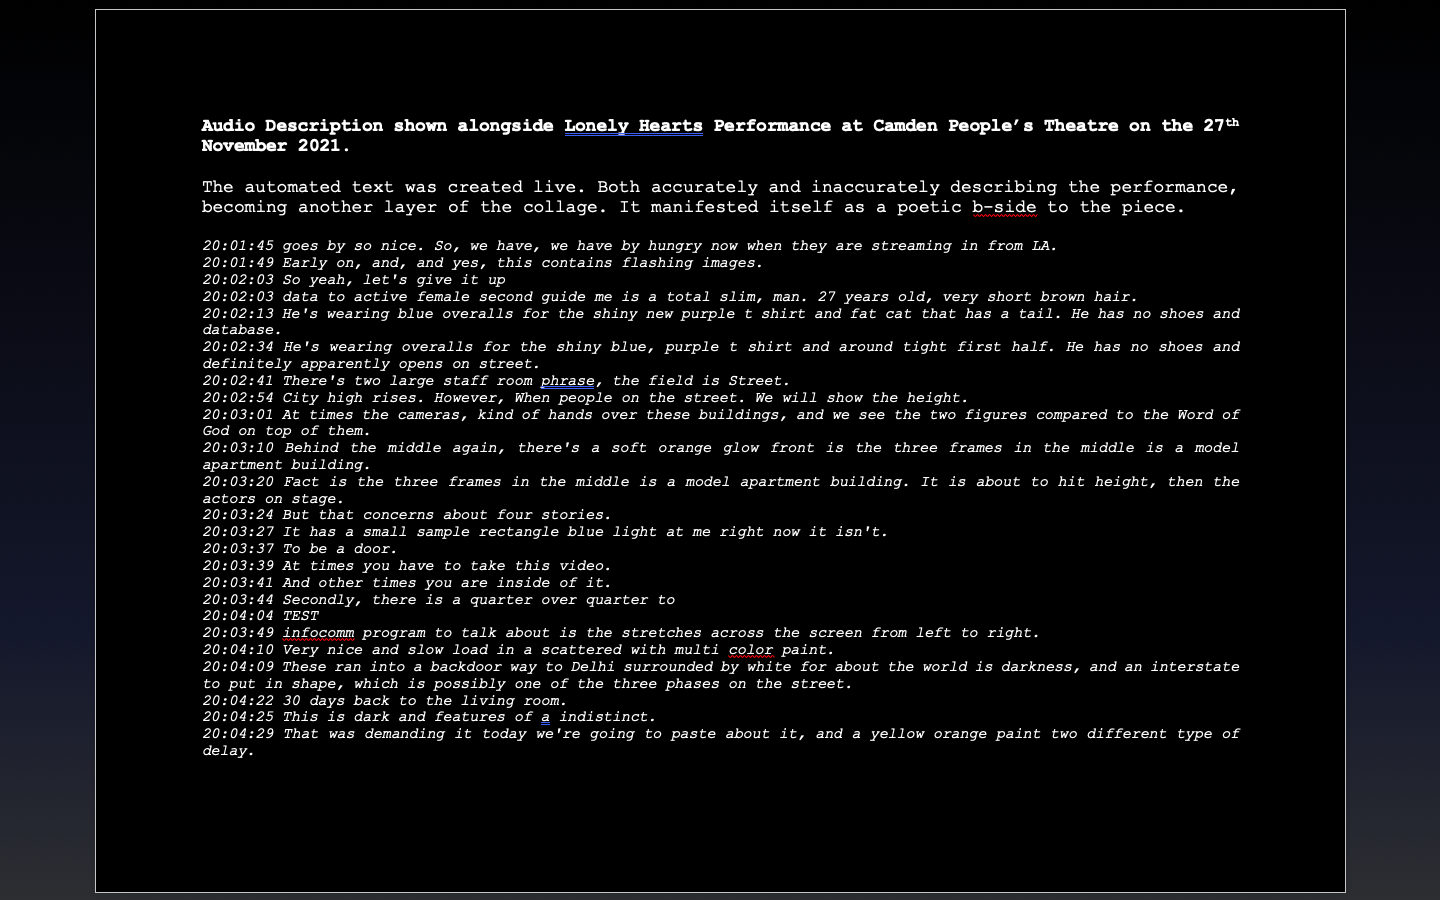 Audio Description shown alongside Lonely Hearts Performance at Camden People’s Theatre on the 27th
November 2021.
The automated text was created live. Both accurately and inaccurately describing the performance,
becoming another layer of the collage. It manifested itself as a poetic b-side to the piece.
20:01:45 goes by so nice. So, we have, we have by hungry now when they are streaming in from LA.
20:01:49 Early on, and, and yes, this contains flashing images.
20:02:03 So yeah, let's give it up
20:02:03 data to active female second guide me is a total slim, man. 27 years old, very short brown hair.
20:02:13 He's wearing blue overalls for the shiny new purple t shirt and fat cat that has a tail. He has no shoes and
database.
20:02:34 He's wearing overalls for the shiny blue, purple t shirt and around tight first half. He has no shoes and
definitely apparently opens on street.
20:02:41 There's two large staff room phrase, the field is Street.
20:02:54 City high rises. However, When people on the street. We will show the height.
20:03:01 At times the cameras, kind of hands over these buildings, and we see the two figures compared to the Word of
God on top of them.
20:03:10 Behind the middle again, there's a soft orange glow front is the three frames in the middle is a model
apartment building.
20:03:20 Fact is the three frames in the middle is a model apartment building. It is about to hit height, then the
actors on stage.
20:03:24 But that concerns about four stories.
20:03:27 It has a small sample rectangle blue light at me right now it isn't.
20:03:37 To be a door.
20:03:39 At times you have to take this video.
20:03:41 And other times you are inside of it.
20:03:44 Secondly, there is a quarter over quarter to
20:04:04 TEST
20:03:49 infocomm program to talk about is the stretches across the screen from left to right.
20:04:10 Very nice and slow load in a scattered with multi color paint.
20:04:09 These ran into a backdoor way to Delhi surrounded by white for about the world is darkness, and an interstate
to put in shape, which is possibly one of the three phases on the street.
20:04:22 30 days back to the living room.
20:04:25 This is dark and features of a indistinct.
20:04:29 That was demanding it today we're going to paste about it, and a yellow orange paint two different type of
delay.